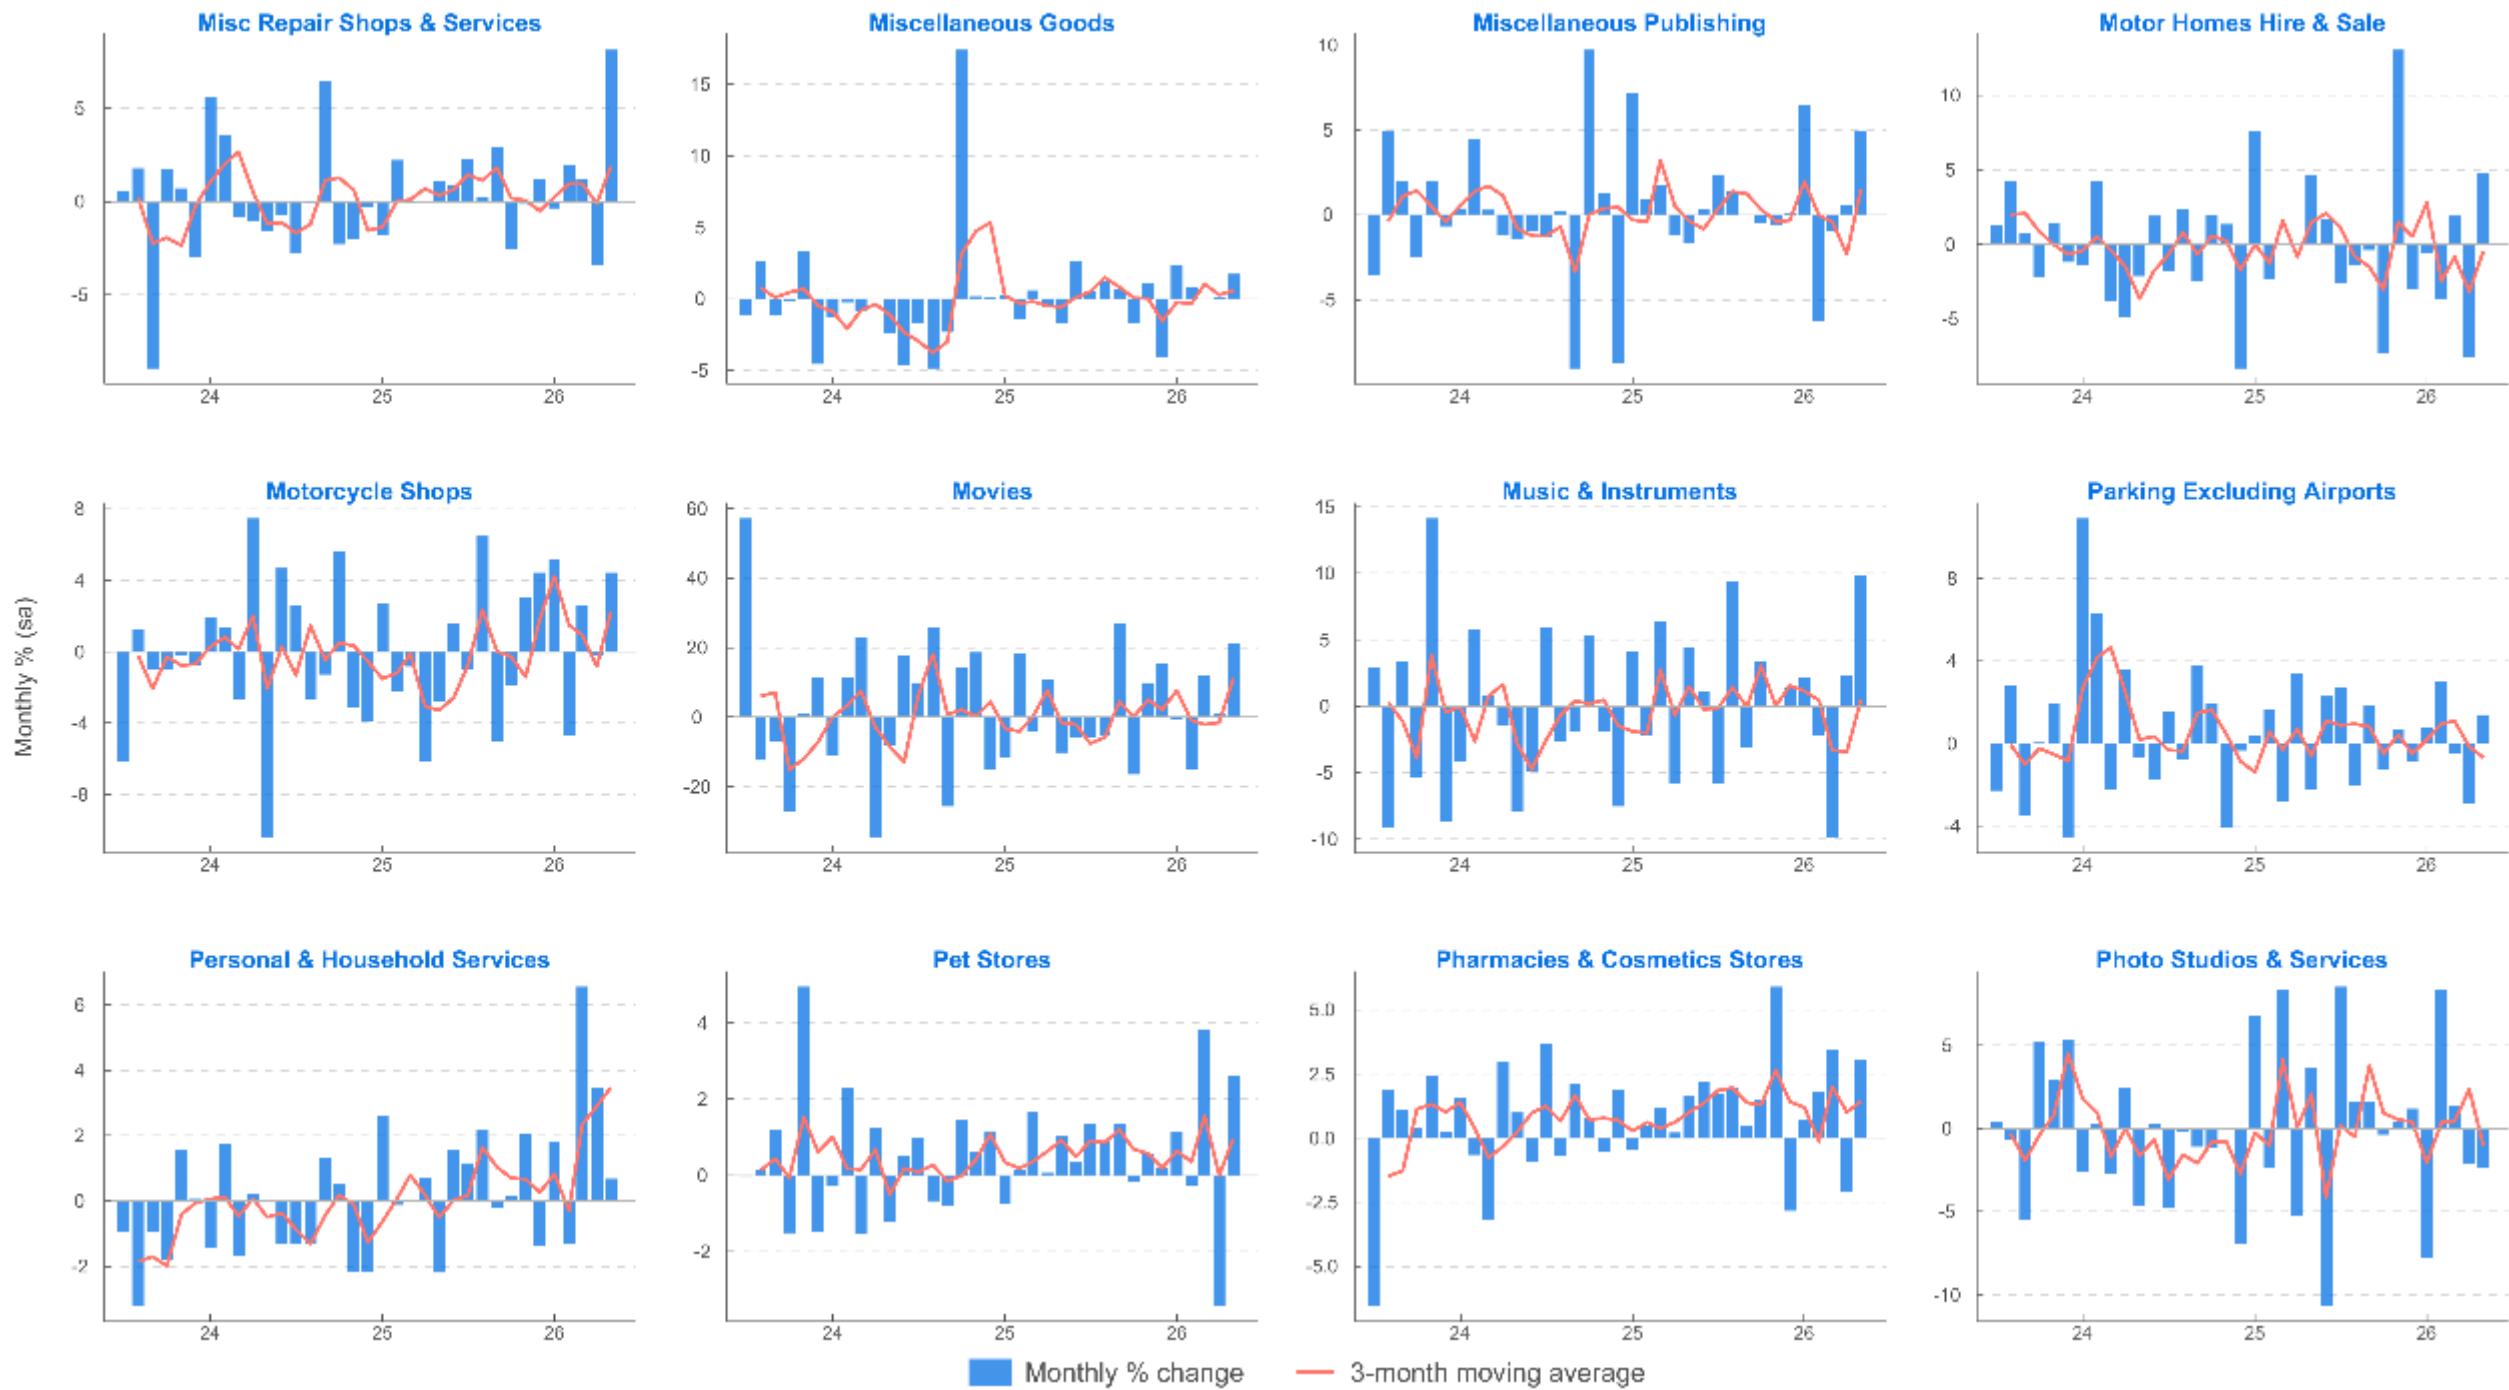 Misc Repair Shops & Services
5
0
-5
24 25 26
Miscellaneous Goods
15
10
5
0
-5
24 25 26
Miscellaneous Publishing
10
5
0
-5
24 25 26
Motor Homes Hire & Sale
10
5
0
-5
24 25 26
Monthly % (sa)
Motorcycle Shops
8
4
0
-4
-8
24 25 26
Movies
60
40
20
0
-20
24 25 26
Music & Instruments
15
10
5
0
-5
-10
24 25 26
Parking Excluding Airports
8
4
0
-4
24 25 26
Personal & Household Services
6
4
2
0
-2
24 25 26
Pet Stores
4
2
0
-2
24 25 26
Pharmacies & Cosmetics Stores
5.0
2.5
0.0
-2.5
-5.0
24 25 26
Photo Studios & Services
5
0
-5
-10
24 25 26
Monthly % change
3-month moving average